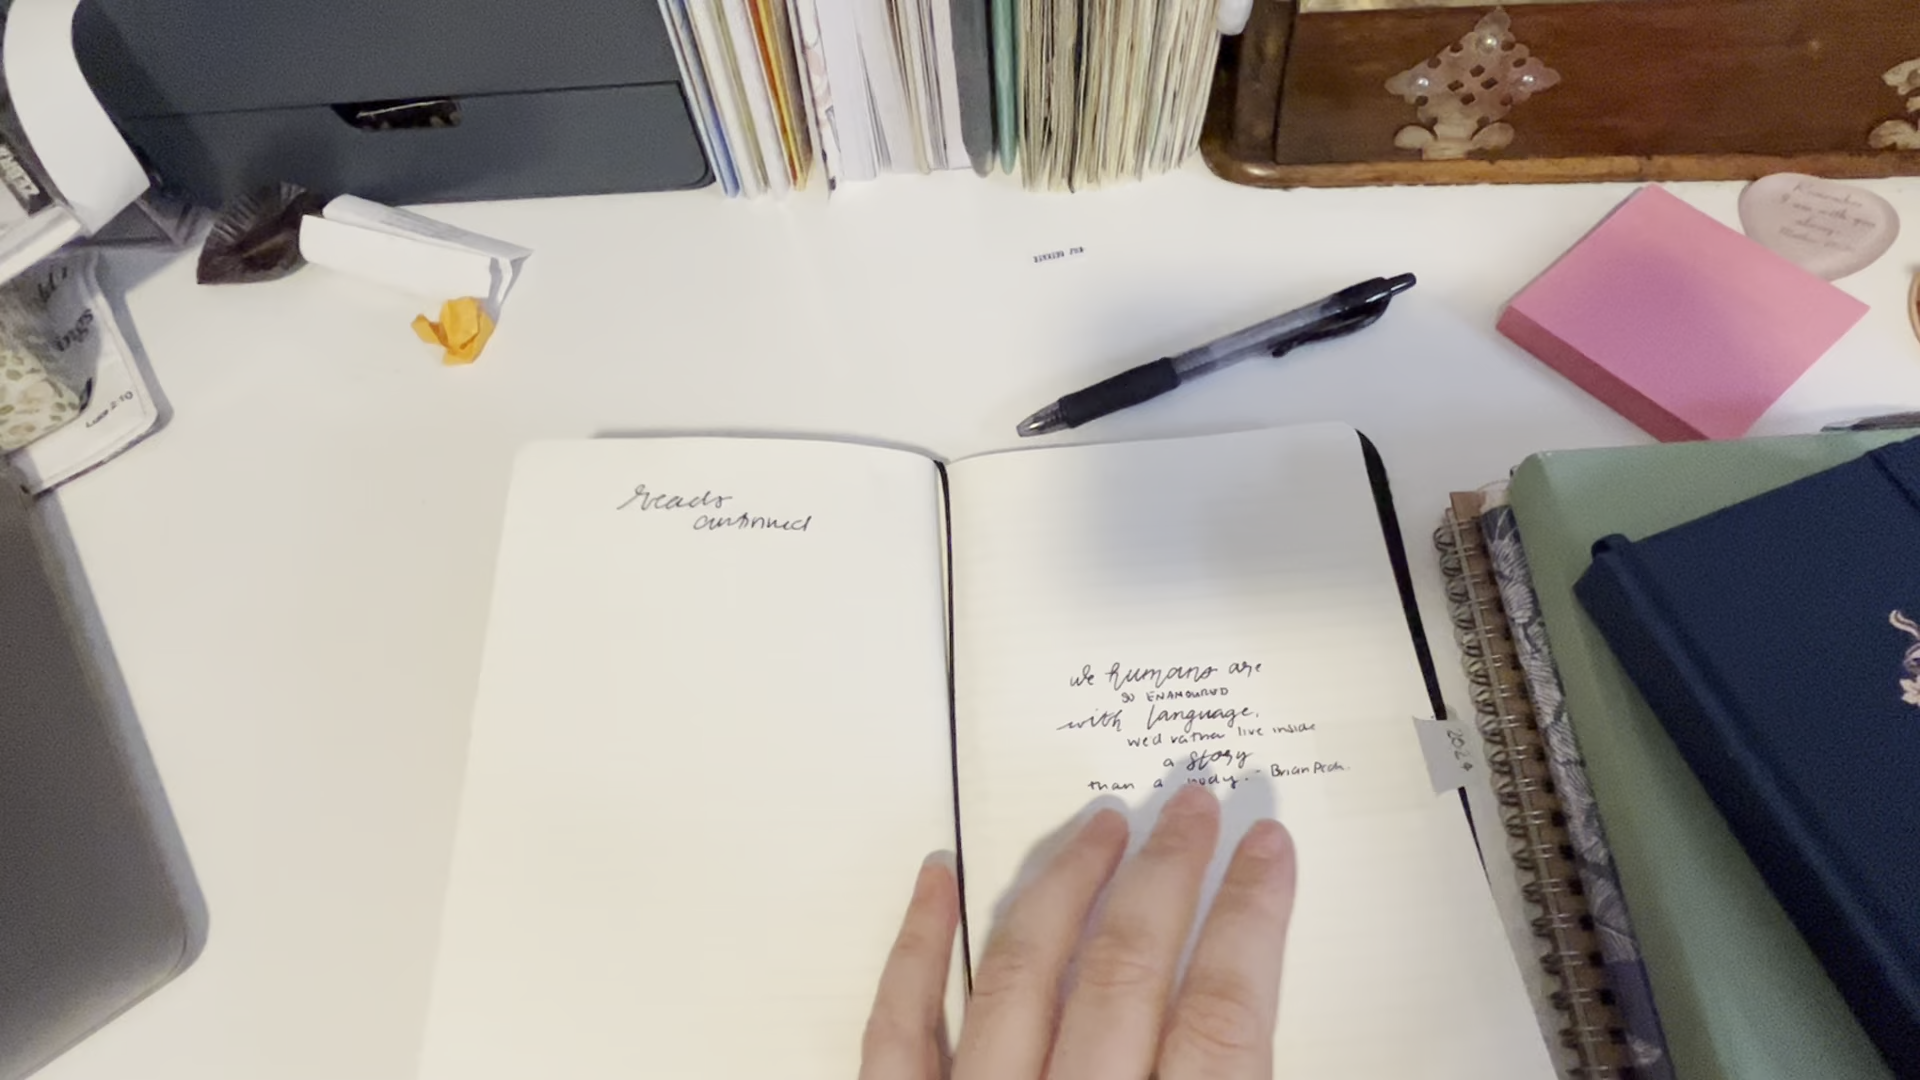 reads
continued
we humans are
so ENAMOURED
with language.
we'd rather live inside
a story
than a body. - Brian
2024
Luke 2:10